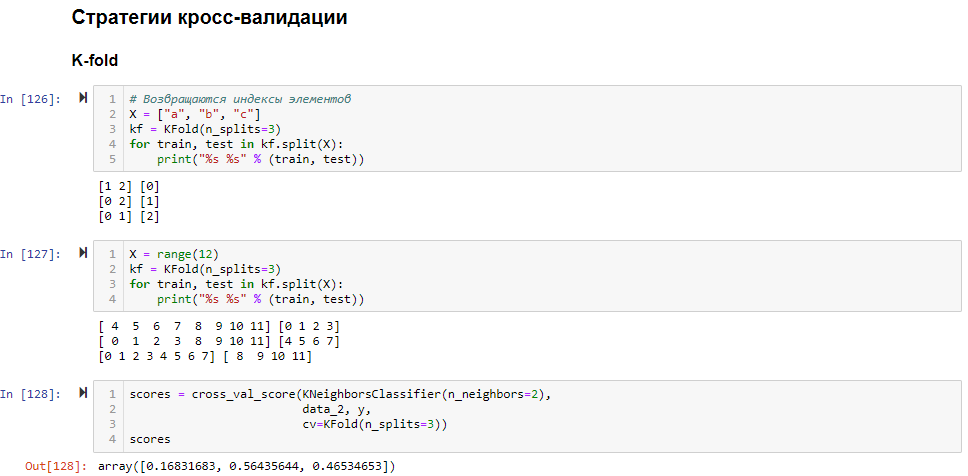 Стратегии кросс-валидации
K-fold
In [126]:
1 # Возвращаются индексы элементов
2 X = ["a", "b", "c"]
3 kf = KFold(n_splits=3)
4 for train, test in kf.split(X):
5     print("%s %s" % (train, test))
[1 2] [0]
[0 2] [1]
[0 1] [2]
In [127]:
1 X = range(12)
2 kf = KFold(n_splits=3)
3 for train, test in kf.split(X):
4     print("%s %s" % (train, test))
[ 4  5  6  7  8  9 10 11] [0 1 2 3]
[ 0  1  2  3  8  9 10 11] [4 5 6 7]
[0 1 2 3 4 5 6 7] [ 8  9 10 11]
In [128]:
1 scores = cross_val_score(KNeighborsClassifier(n_neighbors=2),
2                          data_2, y,
3                          cv=KFold(n_splits=3))
4 scores
Out[128]: array([0.16831683, 0.56435644, 0.46534653])